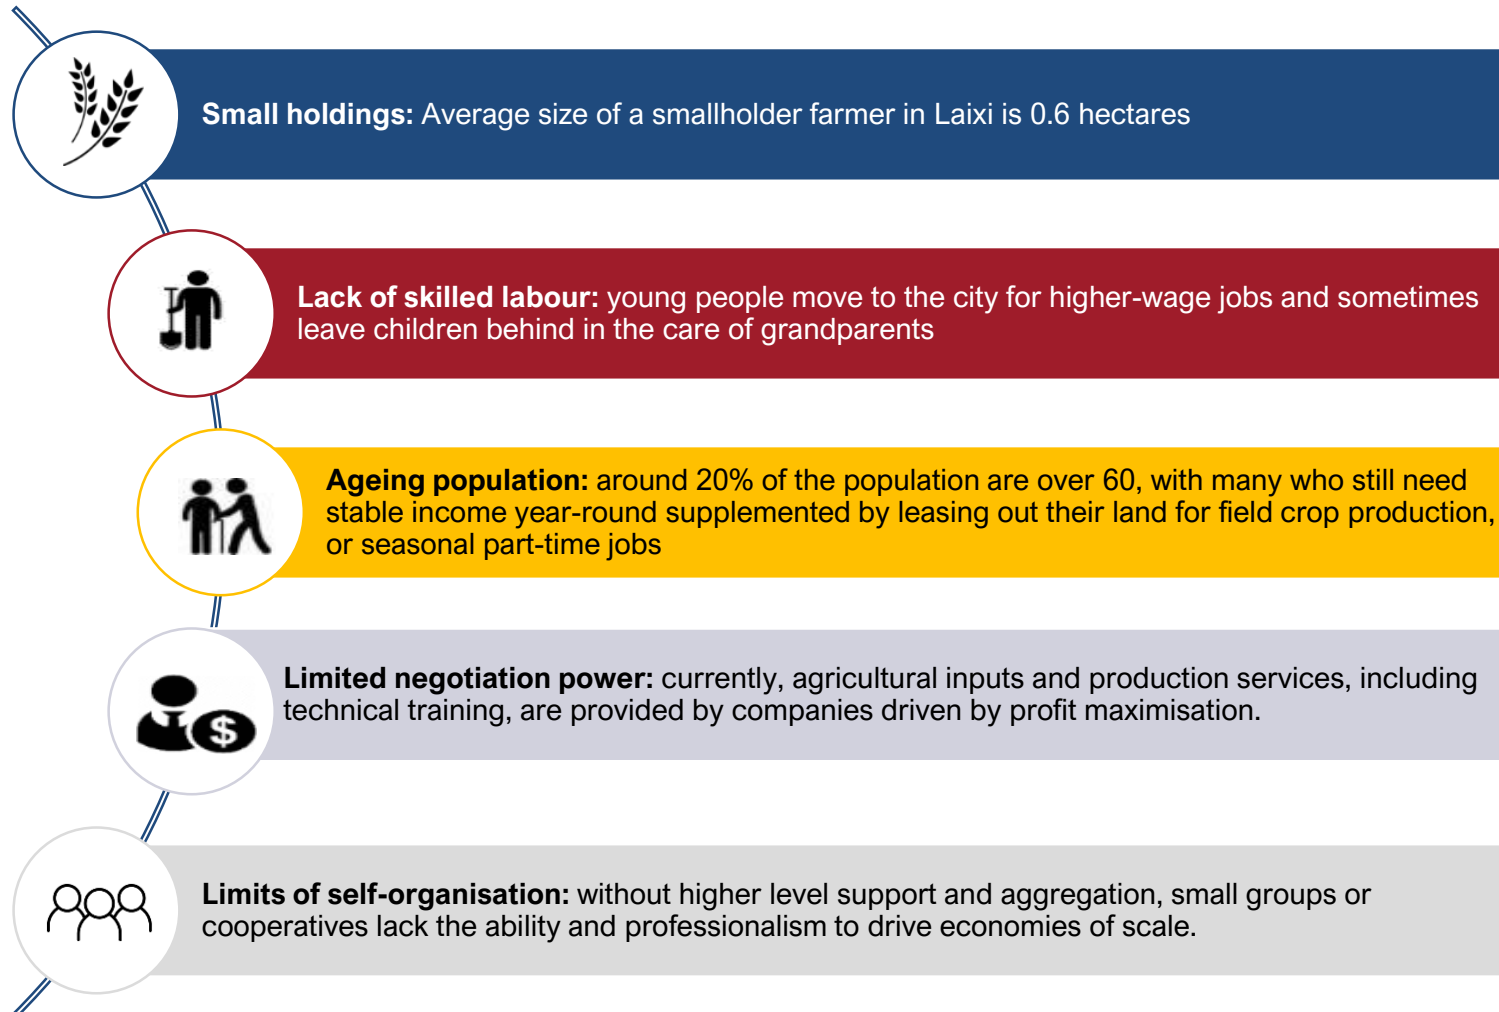 Small holdings: Average size of a smallholder farmer in Laixi is 0.6 hectares
Lack of skilled labour: young people move to the city for higher-wage jobs and sometimes
leave children behind in the care of grandparents
Ageing population: around 20% of the population are over 60, with many who still need
stable income year-round supplemented by leasing out their land for field crop production,
or seasonal part-time jobs
$
Limited negotiation power: currently, agricultural inputs and production services, including
technical training, are provided by companies driven by profit maximisation.
Limits of self-organisation: without higher level support and aggregation, small groups or
cooperatives lack the ability and professionalism to drive economies of scale.